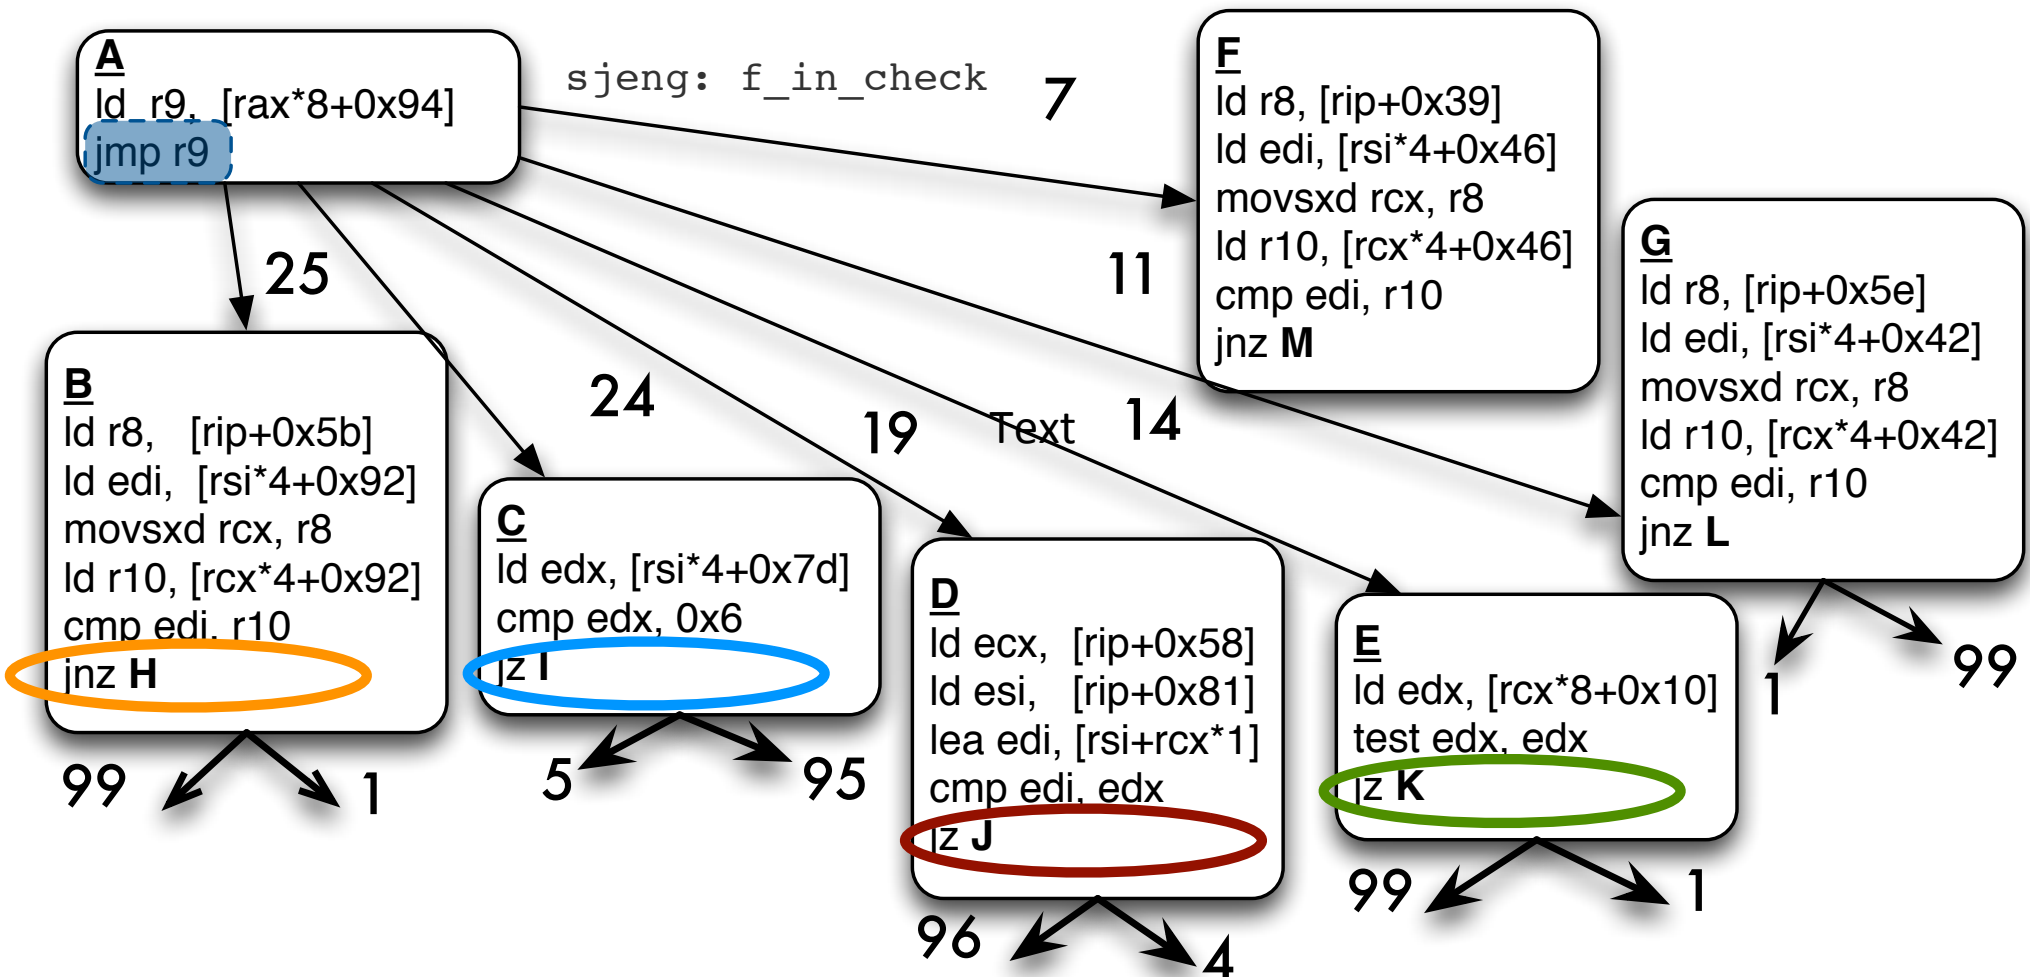 A
ld r9, [rax*8+0x94]
jmp r9
sjeng: f_in_check
7
F
ld r8, [rip+0x39]
ld edi, [rsi*4+0x46]
movsxd rcx, r8
ld r10, [rcx*4+0x46]
cmp edi, r10
jnz M
25
11
G
ld r8, [rip+0x5e]
ld edi, [rsi*4+0x42]
movsxd rcx, r8
ld r10, [rcx*4+0x42]
cmp edi, r10
jnz L
24
19
Text
14
B
ld r8, [rip+0x5b]
ld edi, [rsi*4+0x92]
movsxd rcx, r8
ld r10, [rcx*4+0x92]
cmp edi, r10
jnz H
C
ld edx, [rsi*4+0x7d]
cmp edx, 0x6
jz I
D
ld ecx, [rip+0x58]
ld esi, [rip+0x81]
lea edi, [rsi+rcx*1]
cmp edi, edx
jz J
E
ld edx, [rcx*8+0x10]
test edx, edx
jz K
1
99
99
1
5
95
96
4
99
1